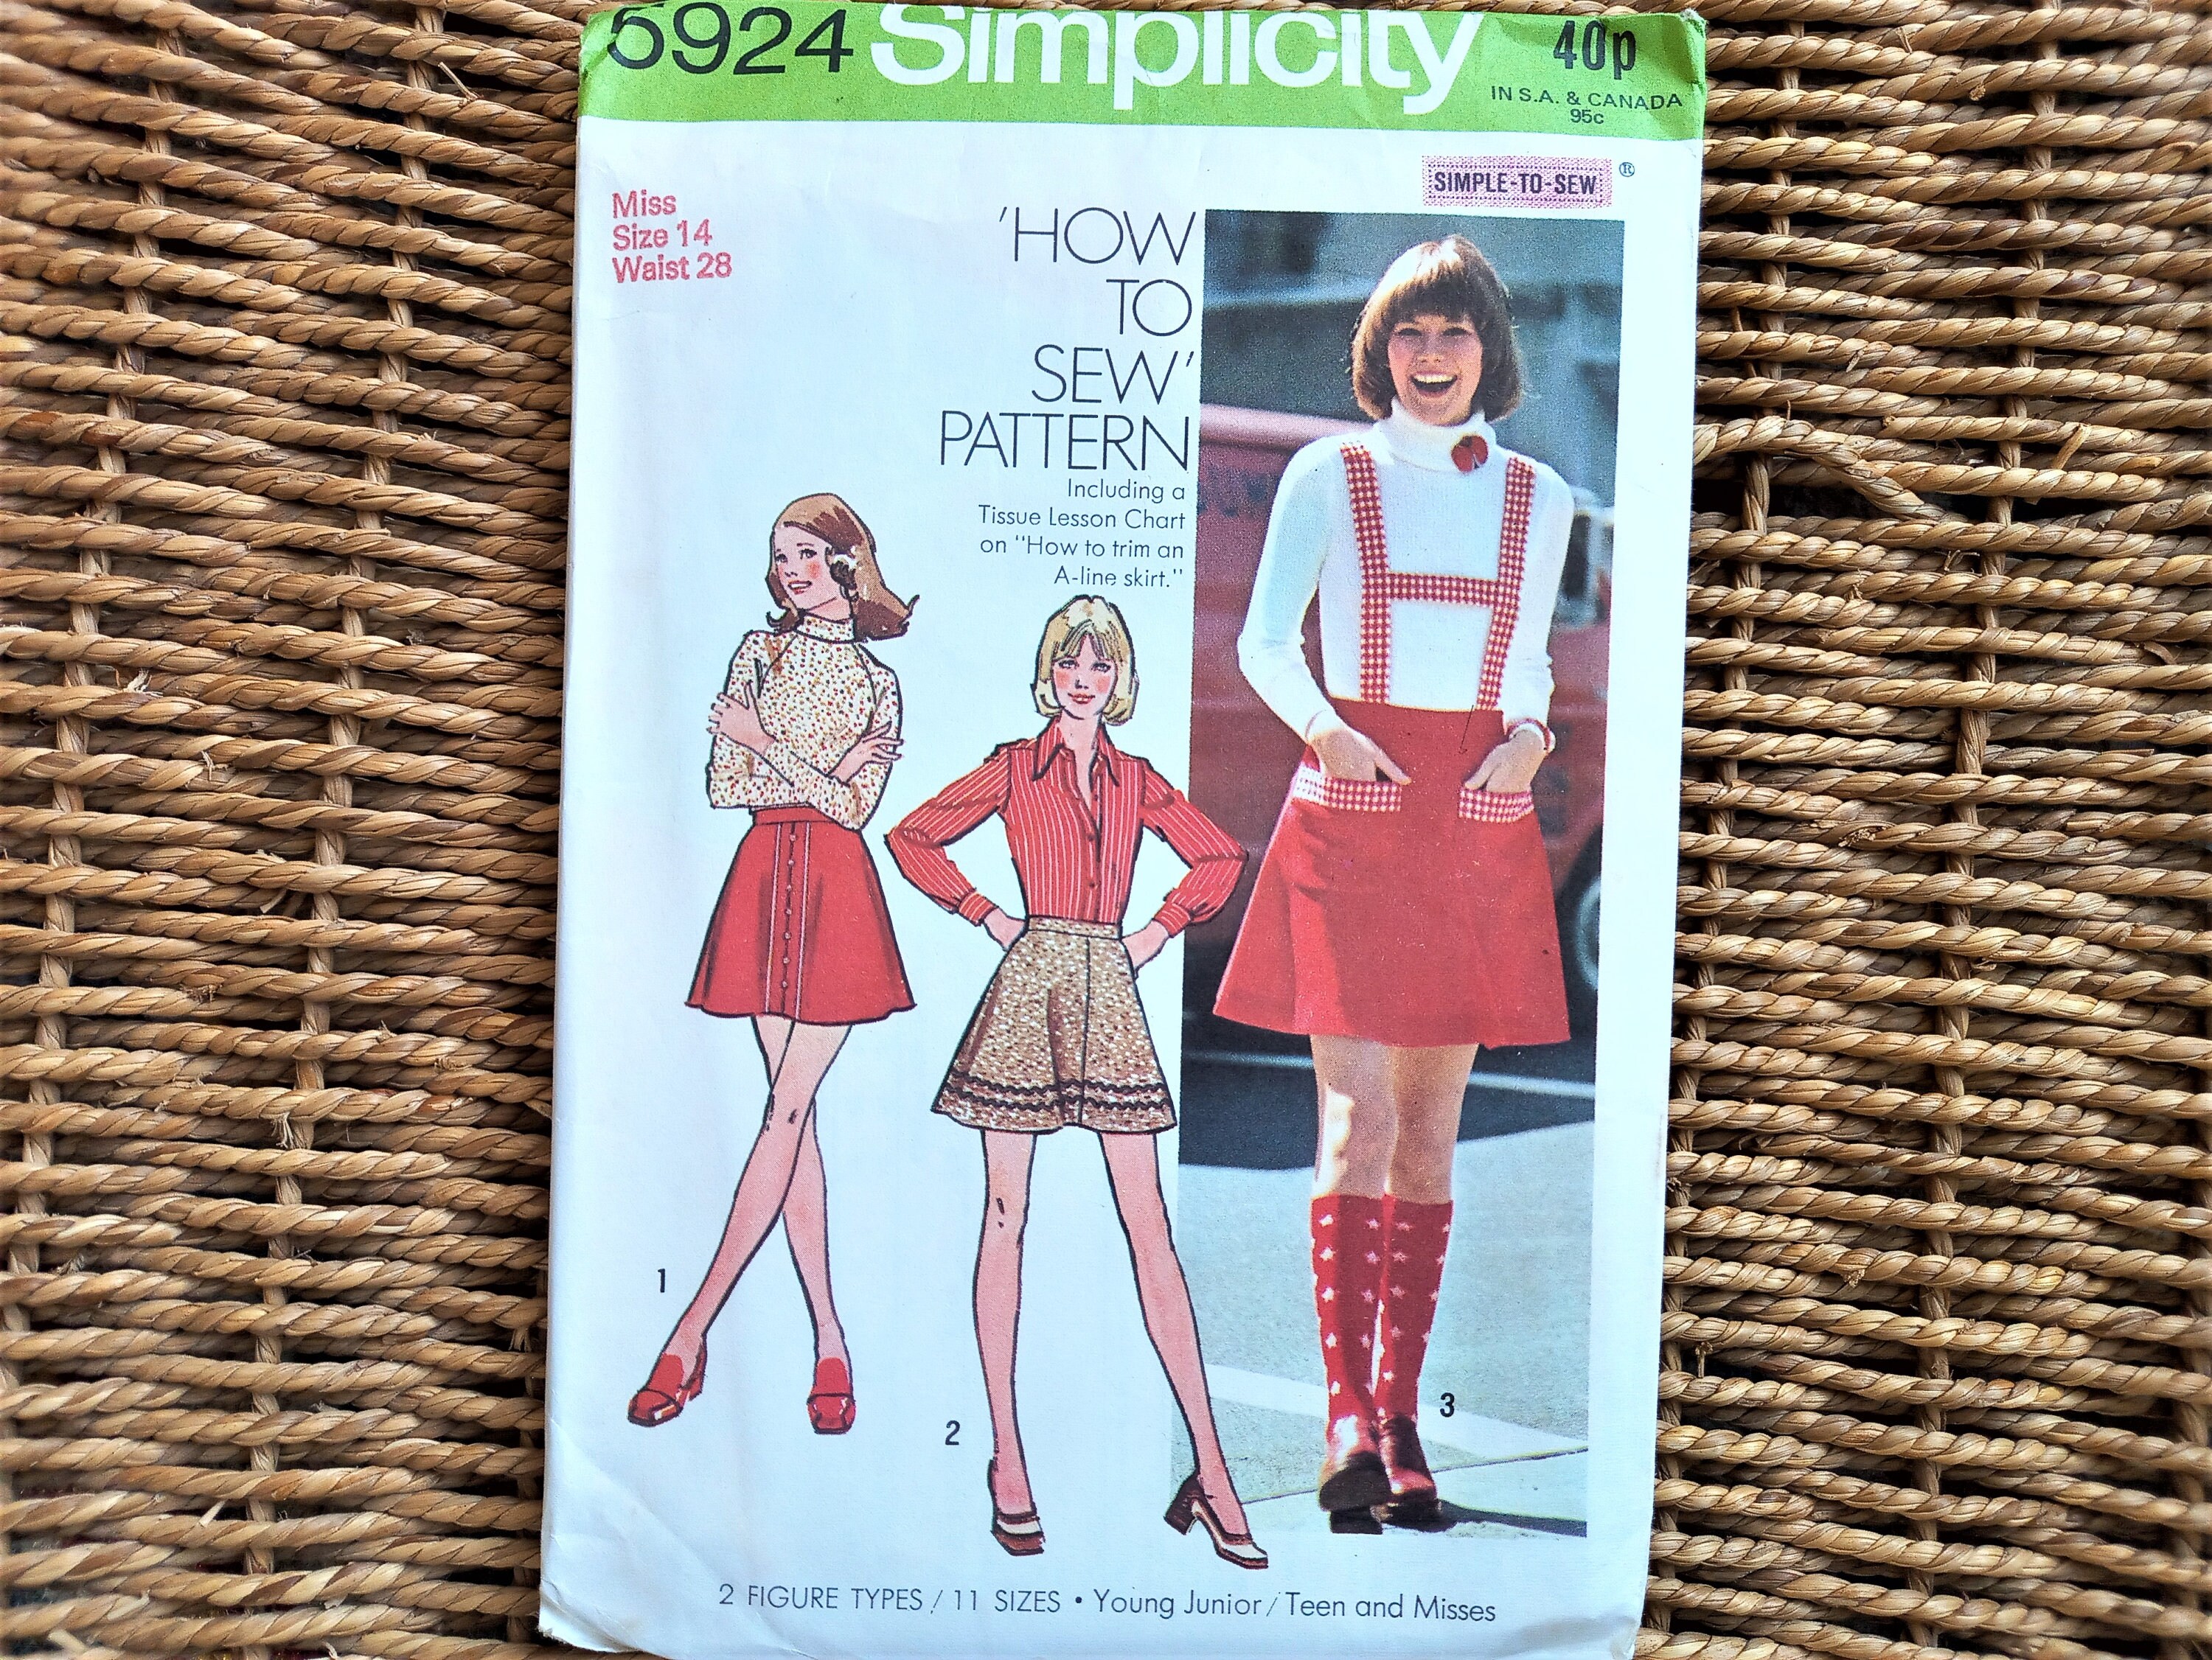 5924 Simplicity 40p
IN S.A. & CANADA
95c
SIMPLE-TO-SEW ®
Miss
Size 14
Waist 28
'HOW
TO
SEW'
PATTERN
Including a
Tissue Lesson Chart
on "How to trim an
A-line skirt."
1
2
3
2 FIGURE TYPES / 11 SIZES • Young Junior / Teen and Misses